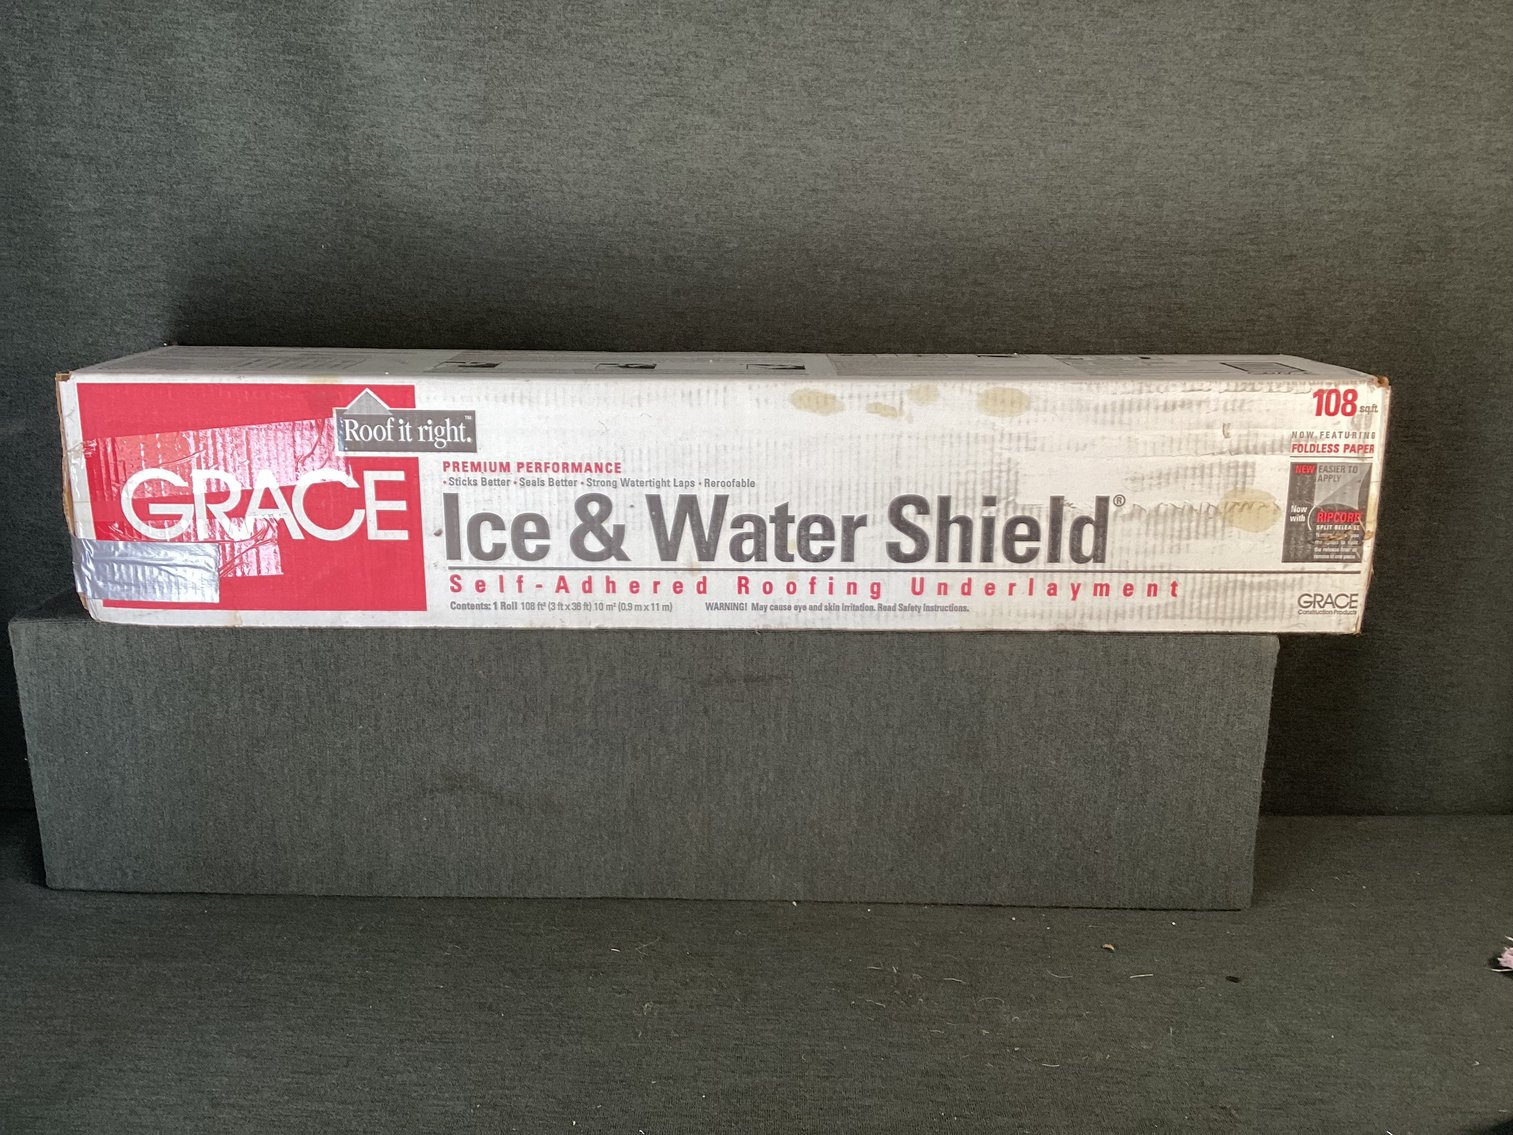 Roof it right.™
GRACE
PREMIUM PERFORMANCE
• Sticks Better • Seals Better • Strong Watertight Laps • Reroofable
Ice & Water Shield®
Self-Adhered Roofing Underlayment
Contents: 1 Roll 108 ft² (3 ft x 36 ft) 10 m² (0.9 m x 11 m) WARNING! May cause eye and skin irritation. Read Safety Instructions.
108 sq.ft.
NOW FEATURING
FOLDLESS PAPER
NEW EASIER TO
APPLY
Now
with RIPCORD
SPLIT RELEASE
GRACE
Construction Products